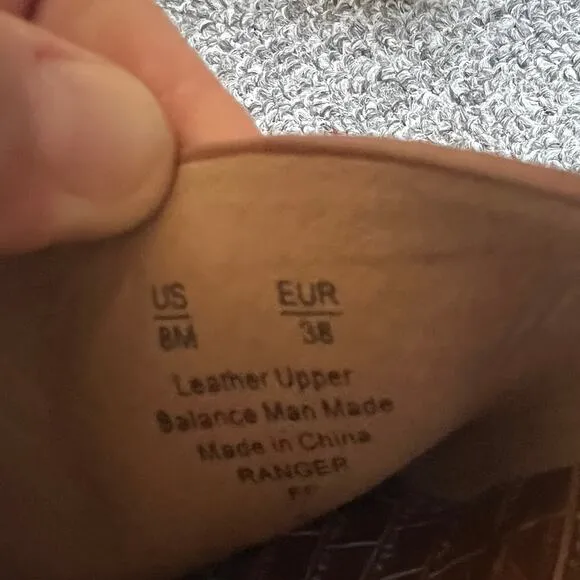 US EUR
8M 38
Leather Upper
Balance Man Made
Made in China
RANGER